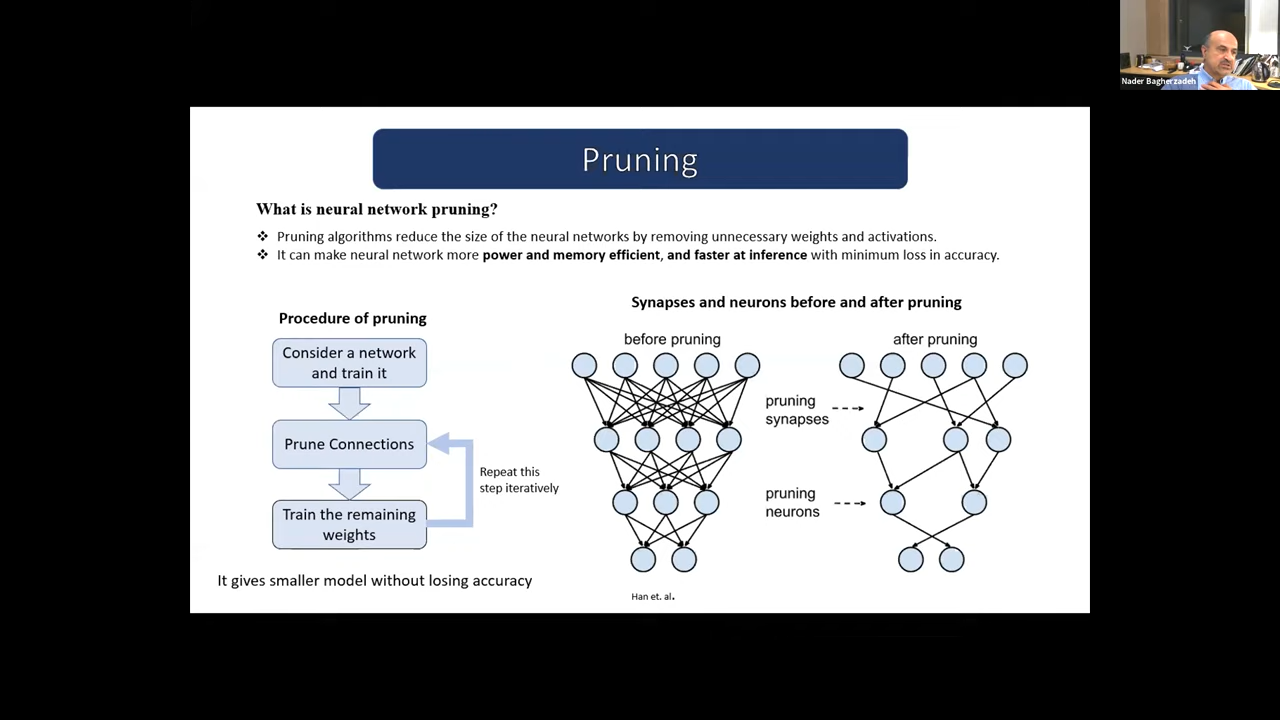 Nader Bagherzadeh
Pruning
What is neural network pruning?
❖ Pruning algorithms reduce the size of the neural networks by removing unnecessary weights and activations.
❖ It can make neural network more power and memory efficient, and faster at inference with minimum loss in accuracy.
Procedure of pruning
Consider a network
and train it
Prune Connections
Train the remaining
weights
Repeat this
step iteratively
It gives smaller model without losing accuracy
Synapses and neurons before and after pruning
before pruning
after pruning
pruning
synapses
pruning
neurons
Han et. al.